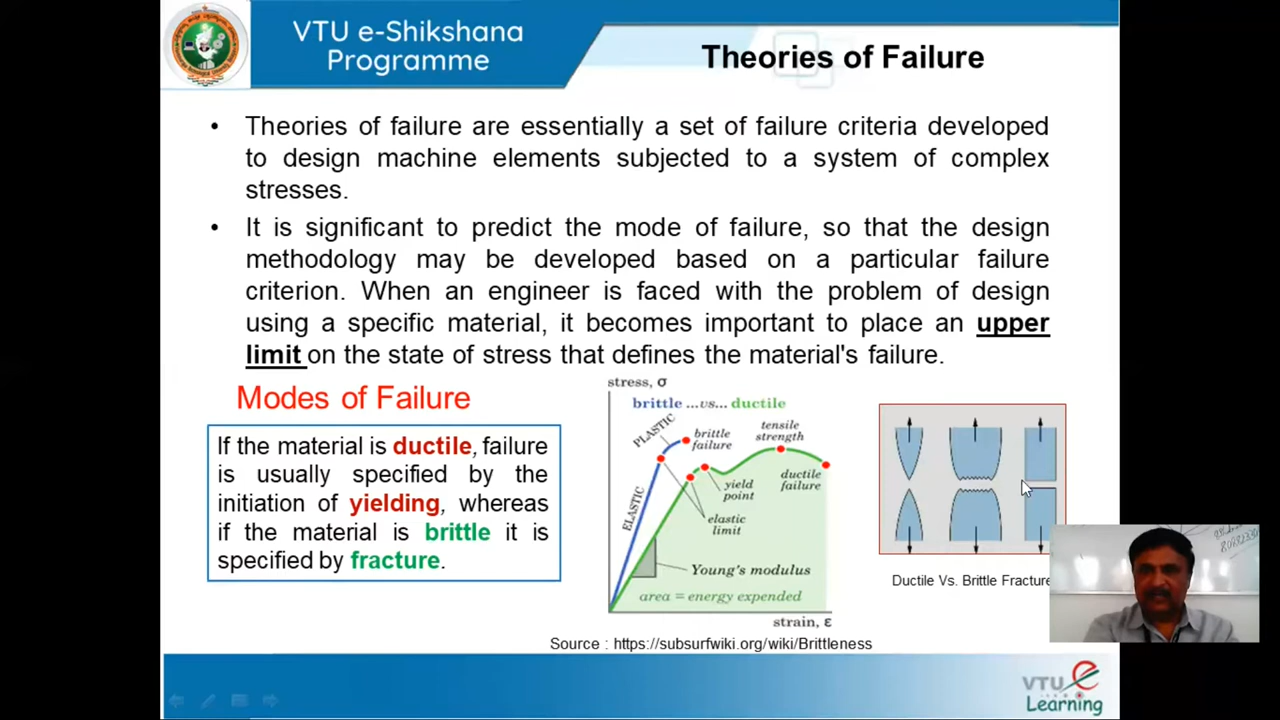 VTU e-Shikshana
Programme
Theories of Failure
• Theories of failure are essentially a set of failure criteria developed
to design machine elements subjected to a system of complex
stresses.
• It is significant to predict the mode of failure, so that the design
methodology may be developed based on a particular failure
criterion. When an engineer is faced with the problem of design
using a specific material, it becomes important to place an upper
limit on the state of stress that defines the material's failure.
Modes of Failure
If the material is ductile, failure
is usually specified by the
initiation of yielding, whereas
if the material is brittle it is
specified by fracture.
stress, σ
brittle ...vs... ductile
PLASTIC
brittle
failure
tensile
strength
ELASTIC
yield
point
ductile
failure
elastic
limit
Young's modulus
area = energy expended
strain, ε
Ductile Vs. Brittle Fracture
Source : https://subsurfwiki.org/wiki/Brittleness
VTU e
Learning